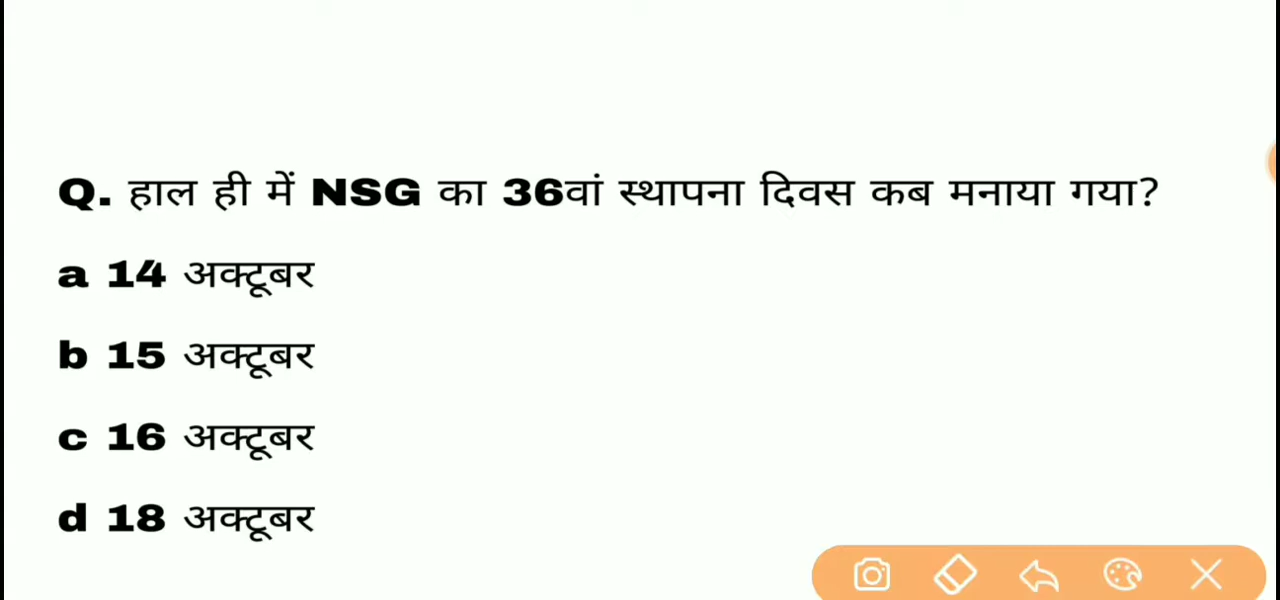 Q. हाल ही में NSG का 36वां स्थापना दिवस कब मनाया गया?
a 14 अक्टूबर
b 15 अक्टूबर
c 16 अक्टूबर
d 18 अक्टूबर